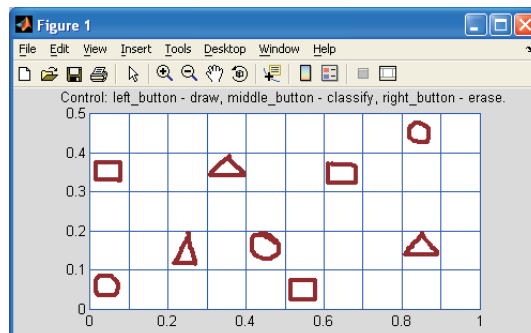 Figure 1
File Edit View Insert Tools Desktop Window Help
Control: left_button - draw, middle_button - classify, right_button - erase.
0.5
0.4
0.3
0.2
0.1
0
0 0.2 0.4 0.6 0.8 1